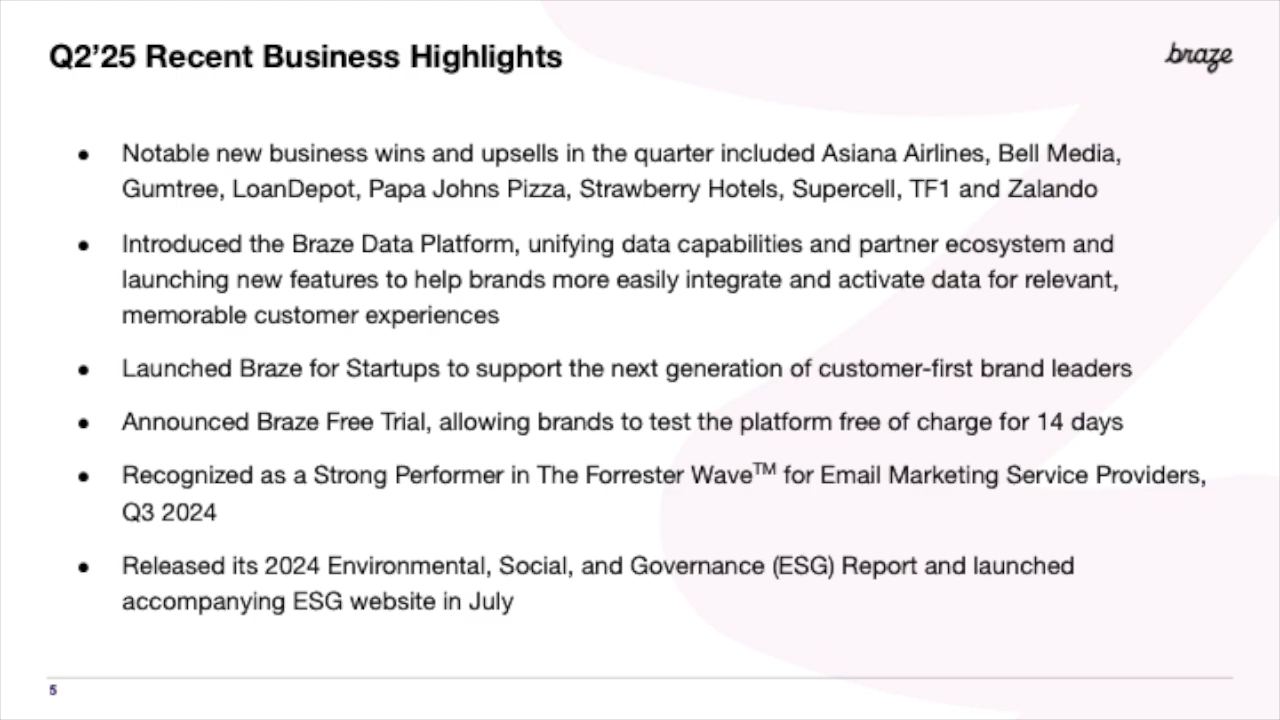 Q2’25 Recent Business Highlights
braze
● Notable new business wins and upsells in the quarter included Asiana Airlines, Bell Media,
Gumtree, LoanDepot, Papa Johns Pizza, Strawberry Hotels, Supercell, TF1 and Zalando
● Introduced the Braze Data Platform, unifying data capabilities and partner ecosystem and
launching new features to help brands more easily integrate and activate data for relevant,
memorable customer experiences
● Launched Braze for Startups to support the next generation of customer-first brand leaders
● Announced Braze Free Trial, allowing brands to test the platform free of charge for 14 days
● Recognized as a Strong Performer in The Forrester Wave™ for Email Marketing Service Providers,
Q3 2024
● Released its 2024 Environmental, Social, and Governance (ESG) Report and launched
accompanying ESG website in July
5